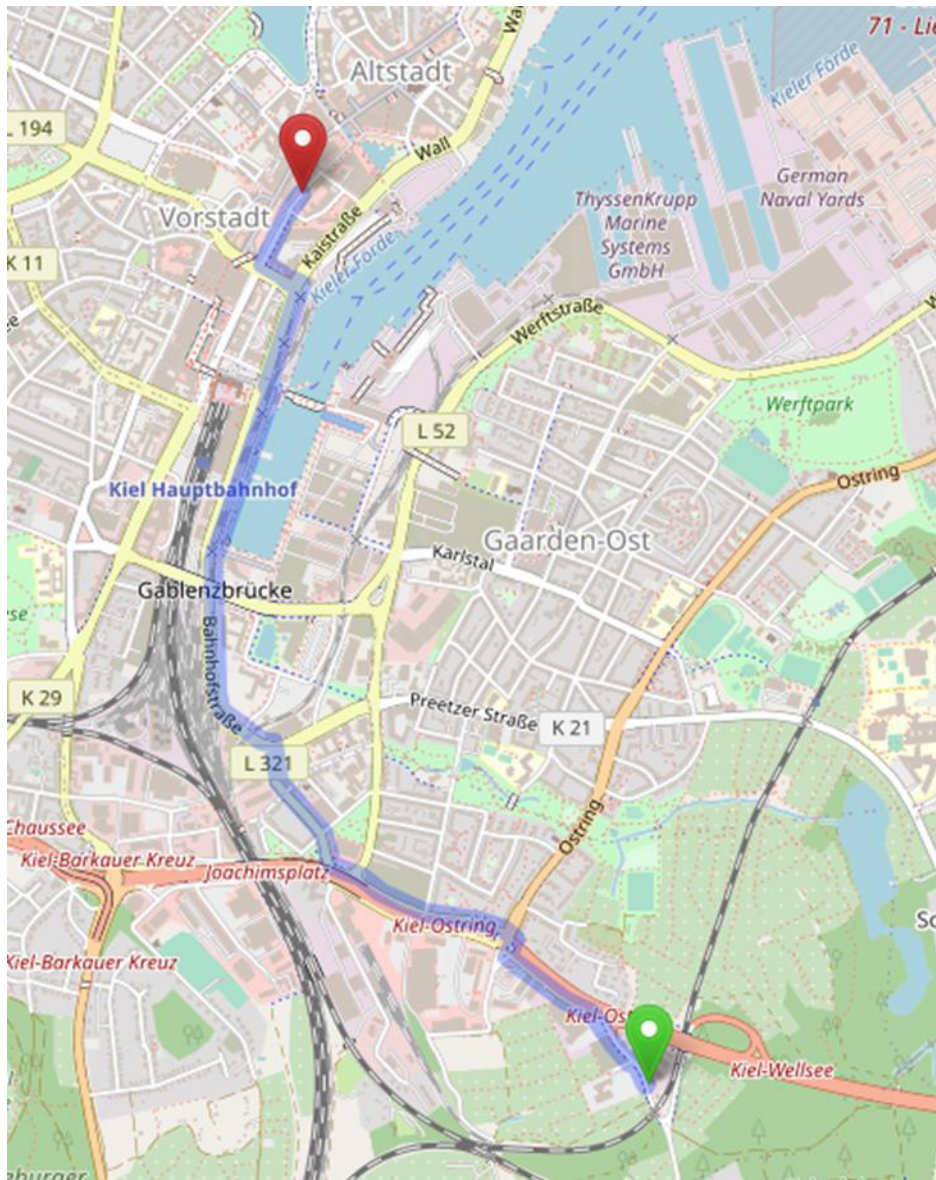 71 - Lie
Kieler Förde
Altstadt
Wa
L 194
Wall
German
Naval Yards
ThyssenKrupp
Marine
Systems
GmbH
Vorstadt
Kaistraße
Kieler Förde
K 11
Werftstraße
Werftpark
L 52
Ostring
Kiel Hauptbahnhof
Gaarden-Ost
Karlstal
Gablenzbrücke
Bahnhofstraße
K 29
Preetzer Straße
K 21
L 321
Ostring
Chaussee
Kiel-Barkauer Kreuz
Joachimsplatz
Kiel-Ostring
Kiel-Barkauer Kreuz
Kiel-Ost
Kiel-Wellsee